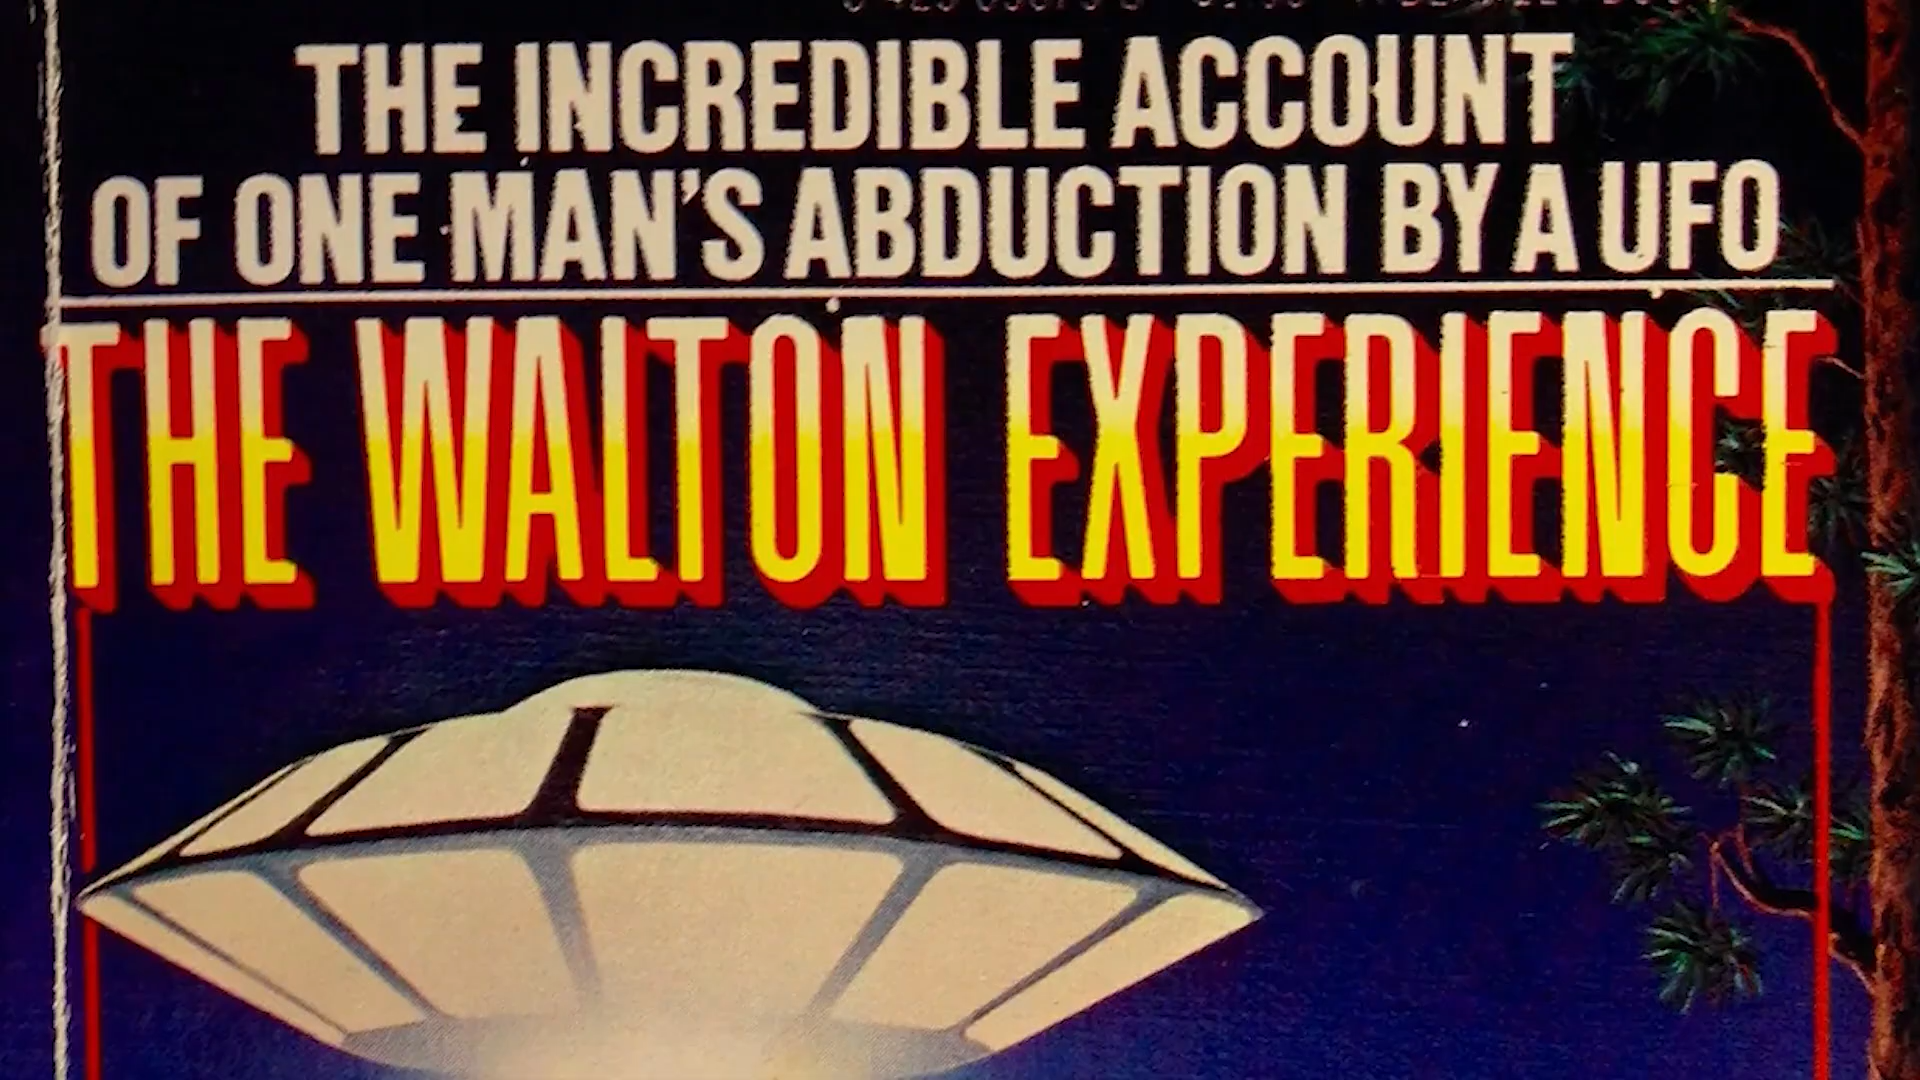 THE INCREDIBLE ACCOUNT
OF ONE MAN'S ABDUCTION BY A UFO
THE WALTON EXPERIENCE